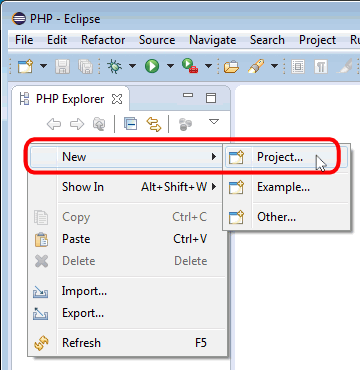 PHP - Eclipse
File Edit Refactor Source Navigate Search Project
PHP Explorer
New Project...
Show In Alt+Shift+W Example...
Copy Ctrl+C Other...
Paste Ctrl+V
Delete Delete
Import...
Export...
Refresh F5